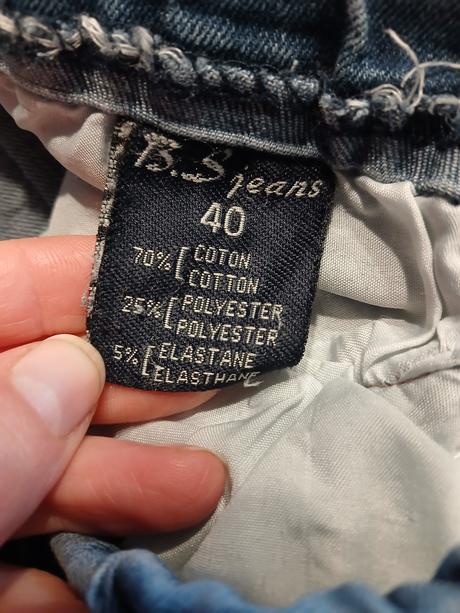 B.S jeans
40
70% [ COTON
COTTON
25% [ POLYESTER
POLYESTER
5% [ ELASTANE
ELASTHANE